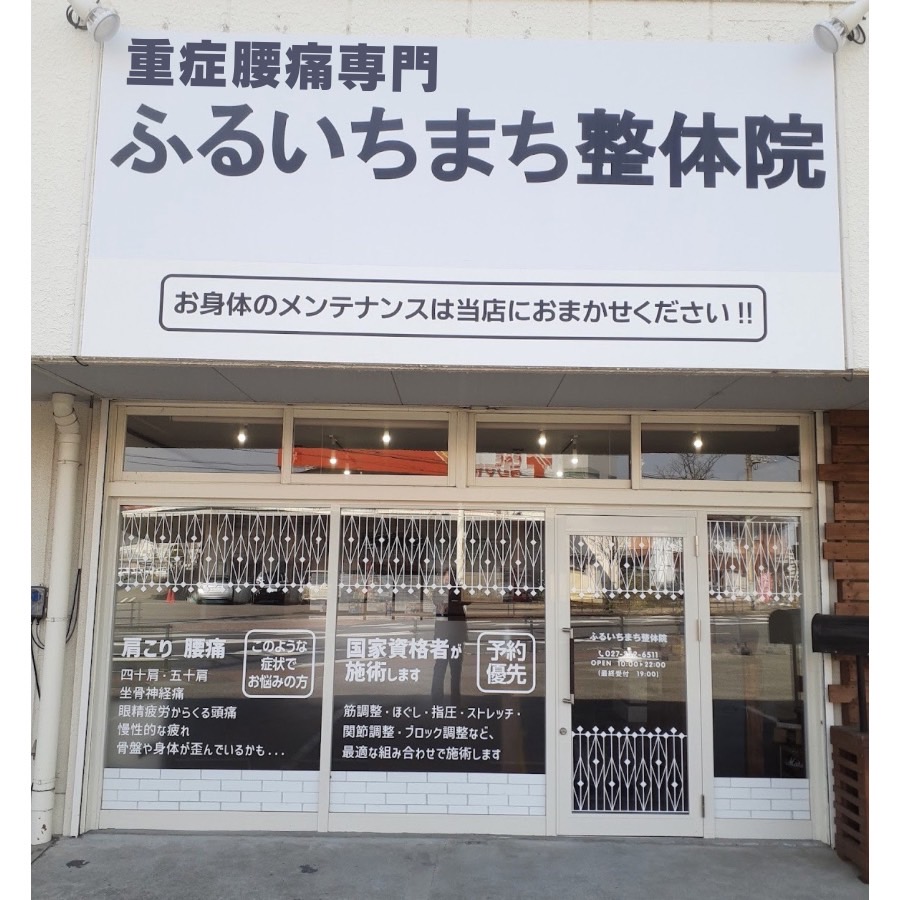 重症腰痛専門
ふるいちまち整体院
お身体のメンテナンスは当店におまかせください!!
肩こり 腰痛
四十肩・五十肩
坐骨神経痛
眼精疲労からくる頭痛
慢性的な疲れ
骨盤や身体が歪んでいるかも...
このような
症状で
お悩みの方
国家資格者が
施術します
予約
優先
筋調整・ほぐし・指圧・ストレッチ・
関節調整・ブロック調整など、
最適な組み合わせで施術します
ふるいちまち整体院
OPEN 10:00▶22:00
(最終受付 19:00)